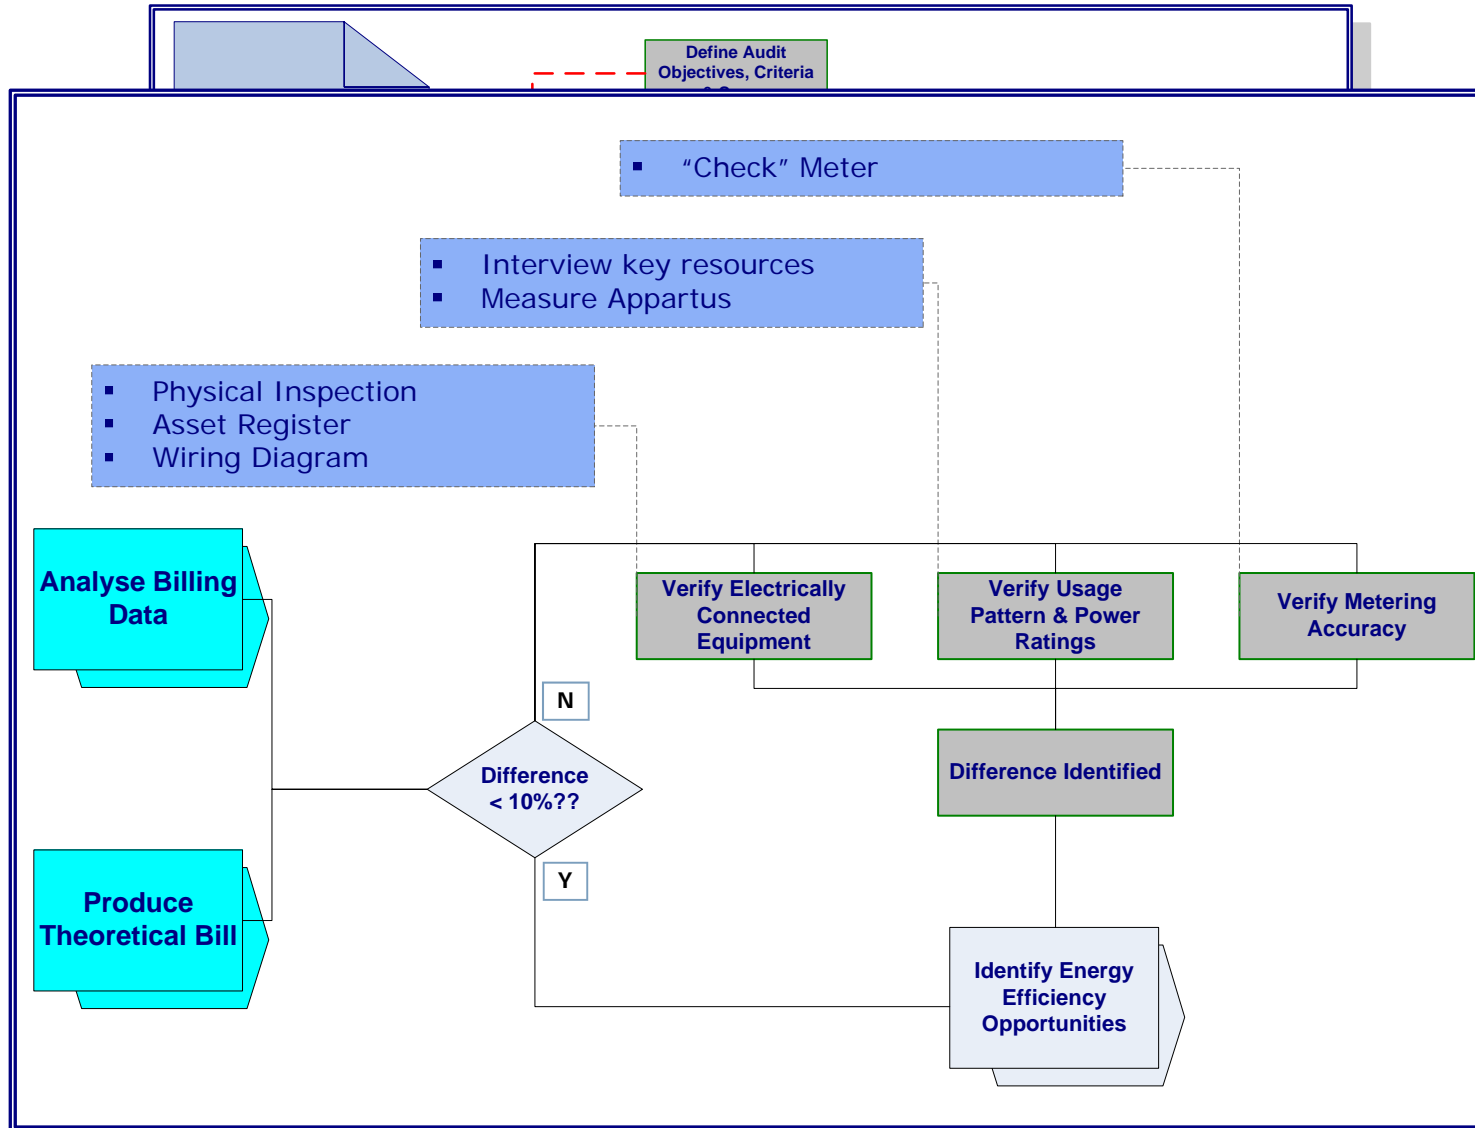 Define Audit
Objectives, Criteria
▪ "Check" Meter
▪ Interview key resources
▪ Measure Appartus
▪ Physical Inspection
▪ Asset Register
▪ Wiring Diagram
Analyse Billing
Data
Verify Electrically
Connected
Equipment
Verify Usage
Pattern & Power
Ratings
Verify Metering
Accuracy
N
Difference
< 10%??
Difference Identified
Y
Produce
Theoretical Bill
Identify Energy
Efficiency
Opportunities